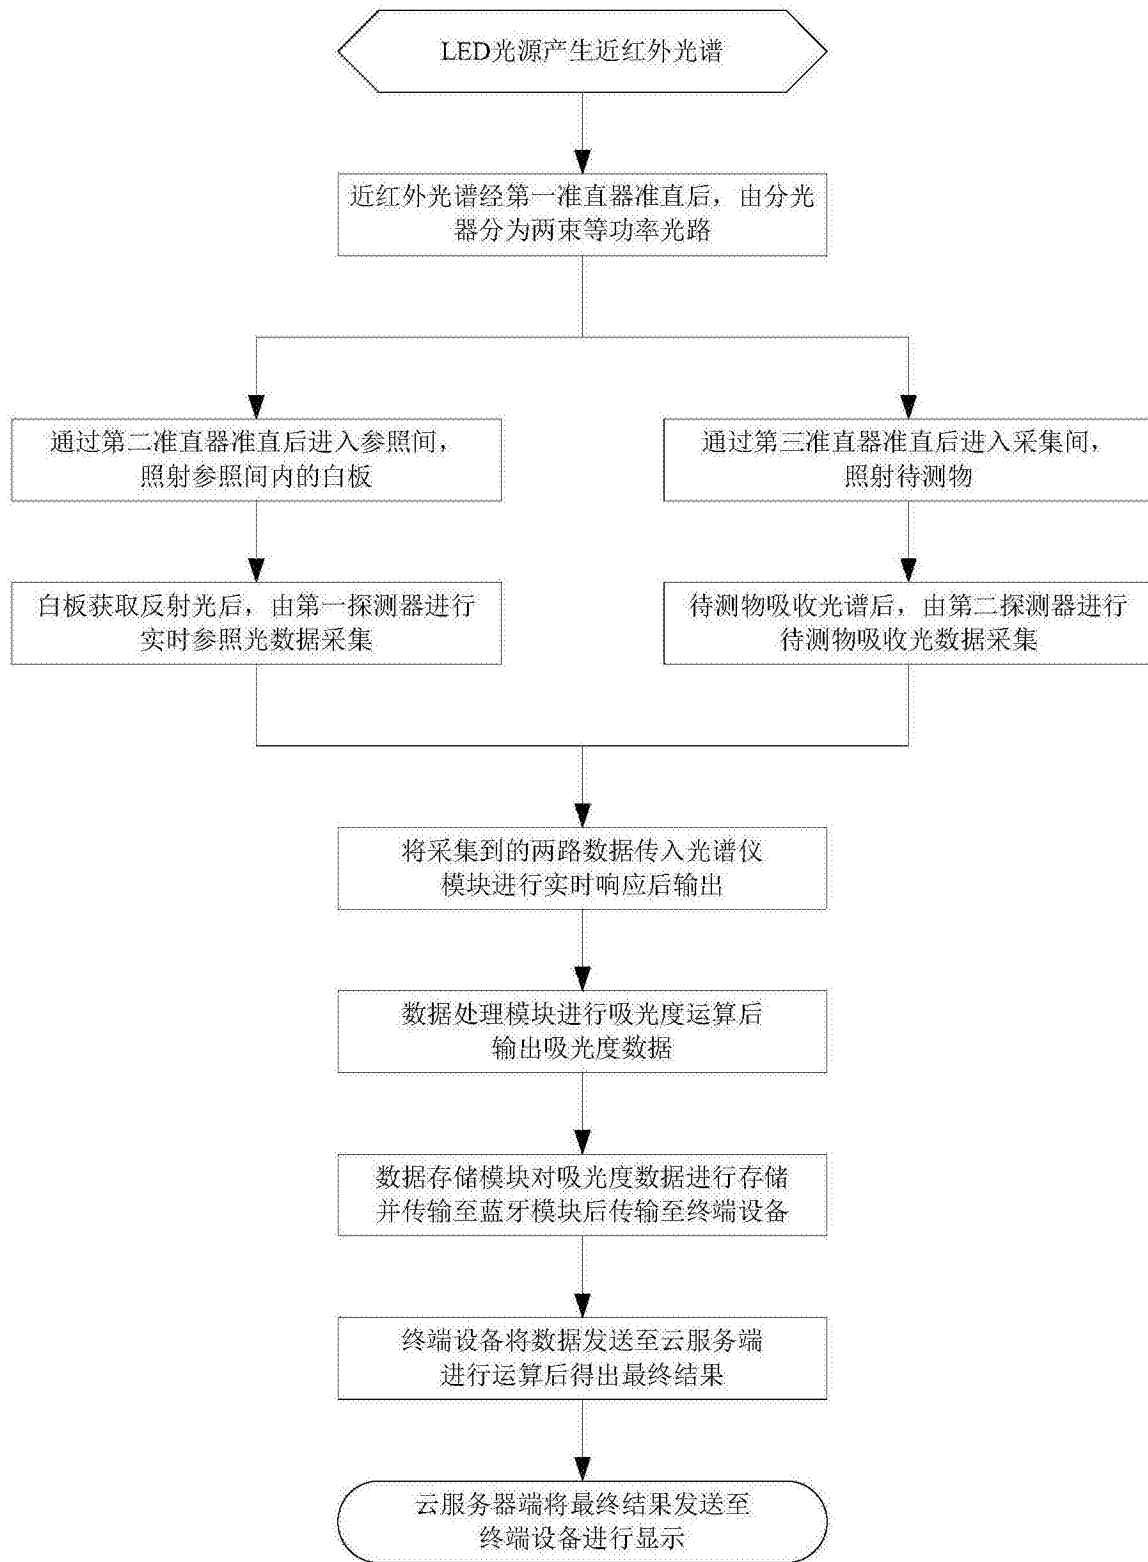 LED光源产生近红外光谱
近红外光谱经第一准直器准直后，由分光
器分为两束等功率光路
通过第二准直器准直后进入参照间，
照射参照间内的白板
通过第三准直器准直后进入采集间，
照射待测物
白板获取反射光后，由第一探测器进行
实时参照光数据采集
待测物吸收光谱后，由第二探测器进行
待测物吸收光数据采集
将采集到的两路数据传入光谱仪
模块进行实时响应后输出
数据处理模块进行吸光度运算后
输出吸光度数据
数据存储模块对吸光度数据进行存储
并传输至蓝牙模块后传输至终端设备
终端设备将数据发送至云服务端
进行运算后得出最终结果
云服务器端将最终结果发送至
终端设备进行显示